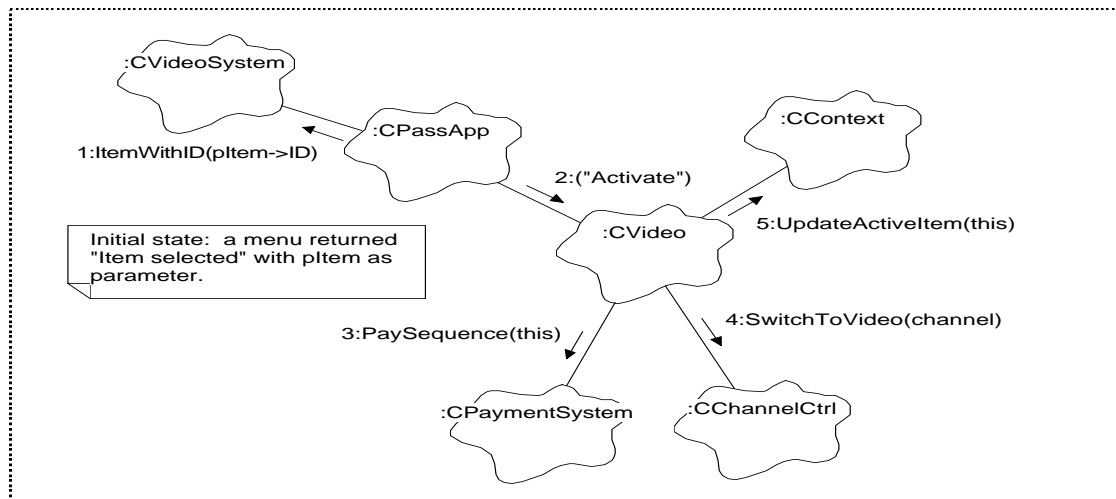 :CVideoSystem
:CContext
:CPassApp
1:ItemWithID(pItem->ID)
2:("Activate")
5:UpdateActiveItem(this)
:CVideo
Initial state:  a menu returned
"Item selected" with pItem as
parameter.
4:SwitchToVideo(channel)
3:PaySequence(this)
:CPaymentSystem
:CChannelCtrl